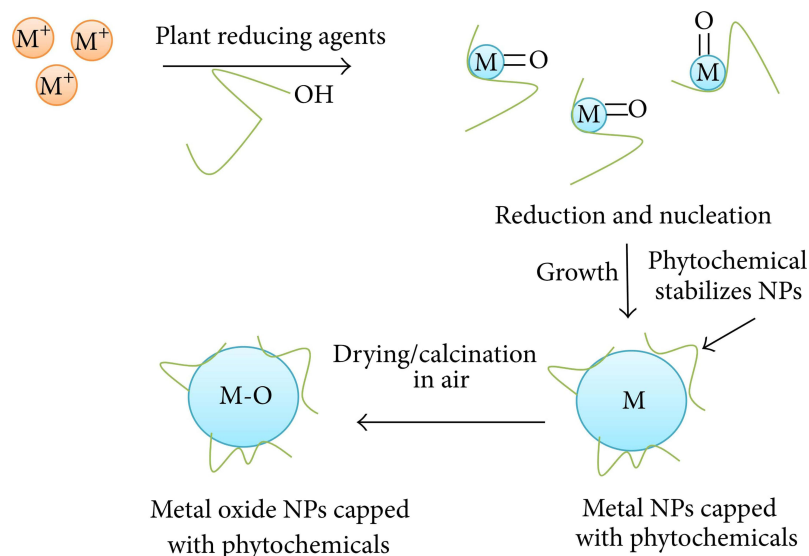 M+
M+
M+
Plant reducing agents
OH
M=O
M=O
O
M
Reduction and nucleation
Growth
Phytochemical
stabilizes NPs
M
Drying/calcination
in air
M-O
Metal oxide NPs capped
with phytochemicals
Metal NPs capped
with phytochemicals